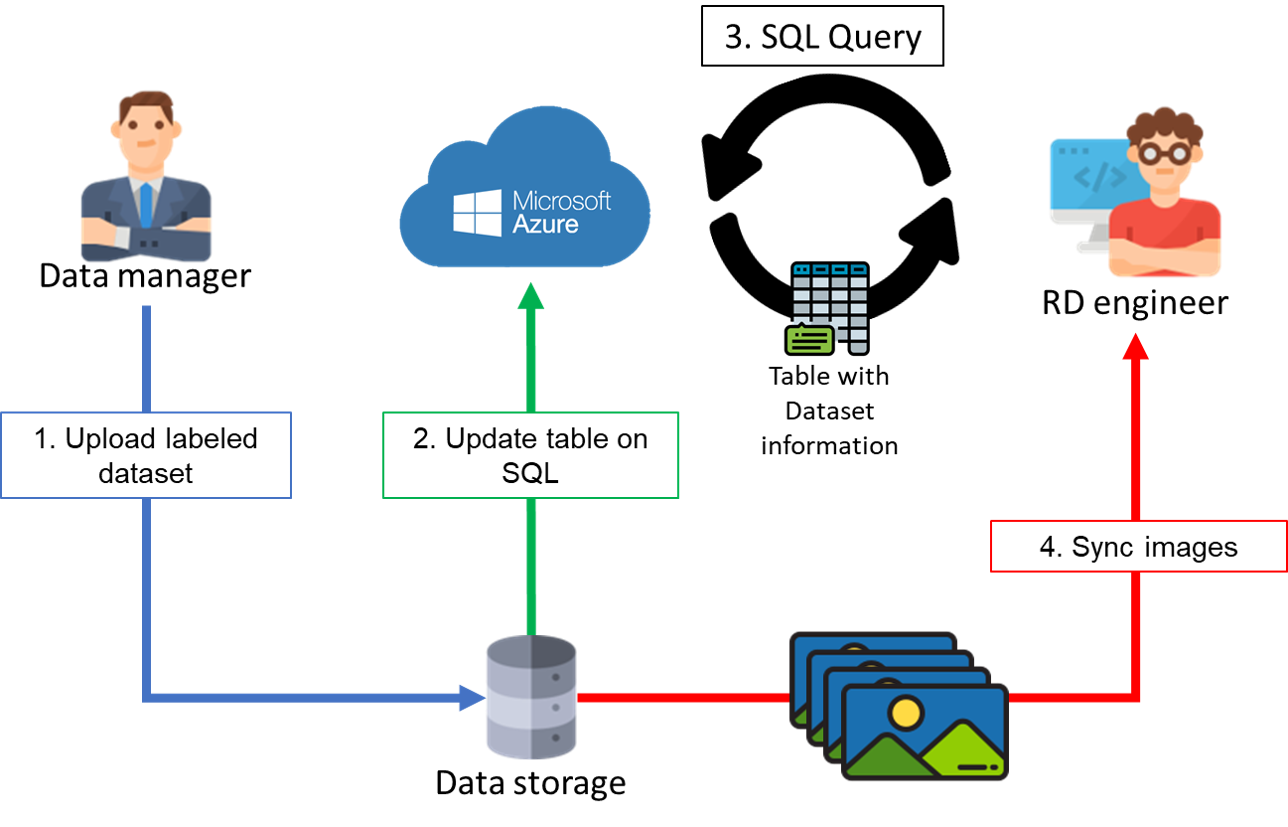 3. SQL Query
Microsoft
Azure
</>
Data manager
RD engineer
Table with
Dataset
information
1. Upload labeled
dataset
2. Update table on
SQL
4. Sync images
Data storage